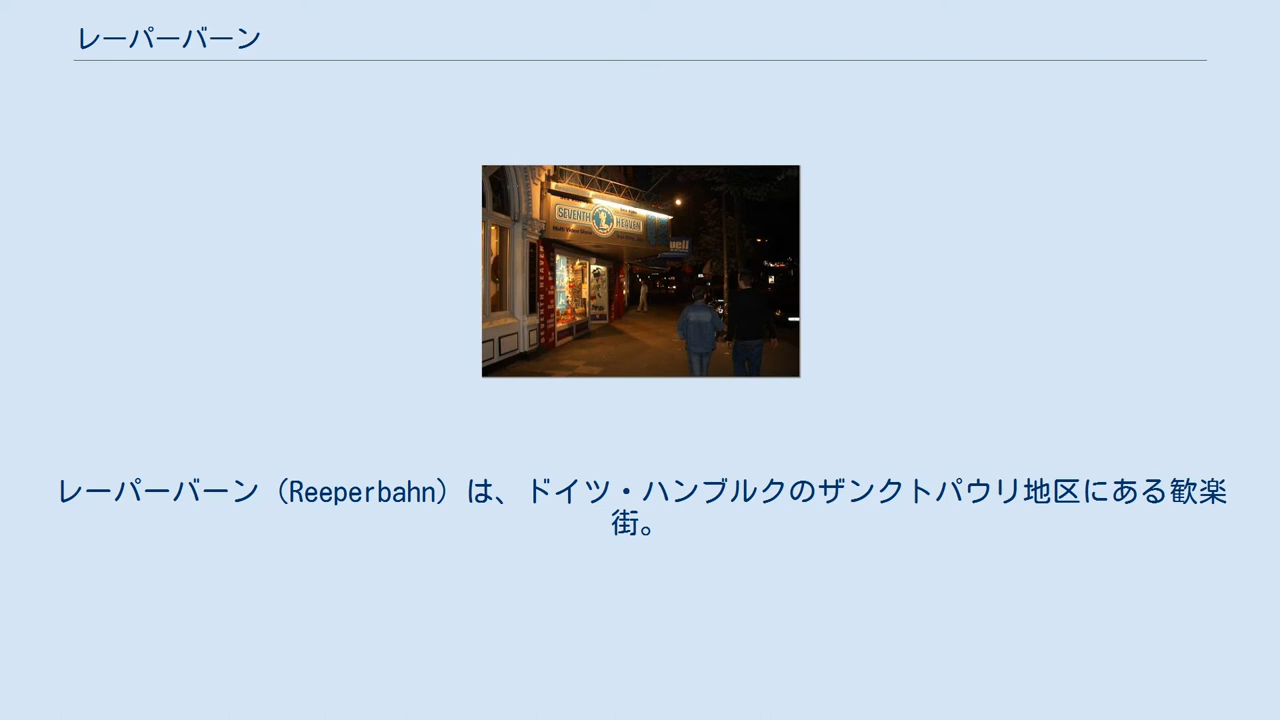 レーパーバーン
SEVENTH HEAVEN
レーパーバーン（Reeperbahn）は、ドイツ・ハンブルクのザンクトパウリ地区にある歓楽
街。